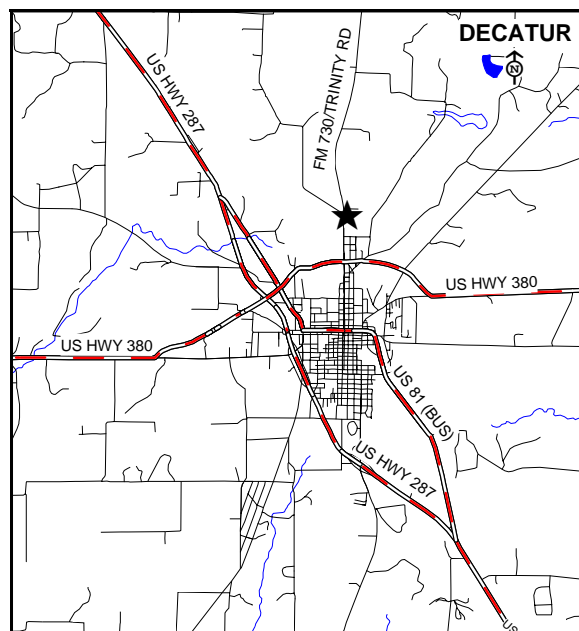 DECATUR
N
US HWY 287
FM 730/TRINITY RD
US HWY 380
US HWY 380
US 81 (BUS)
US HWY 287
US